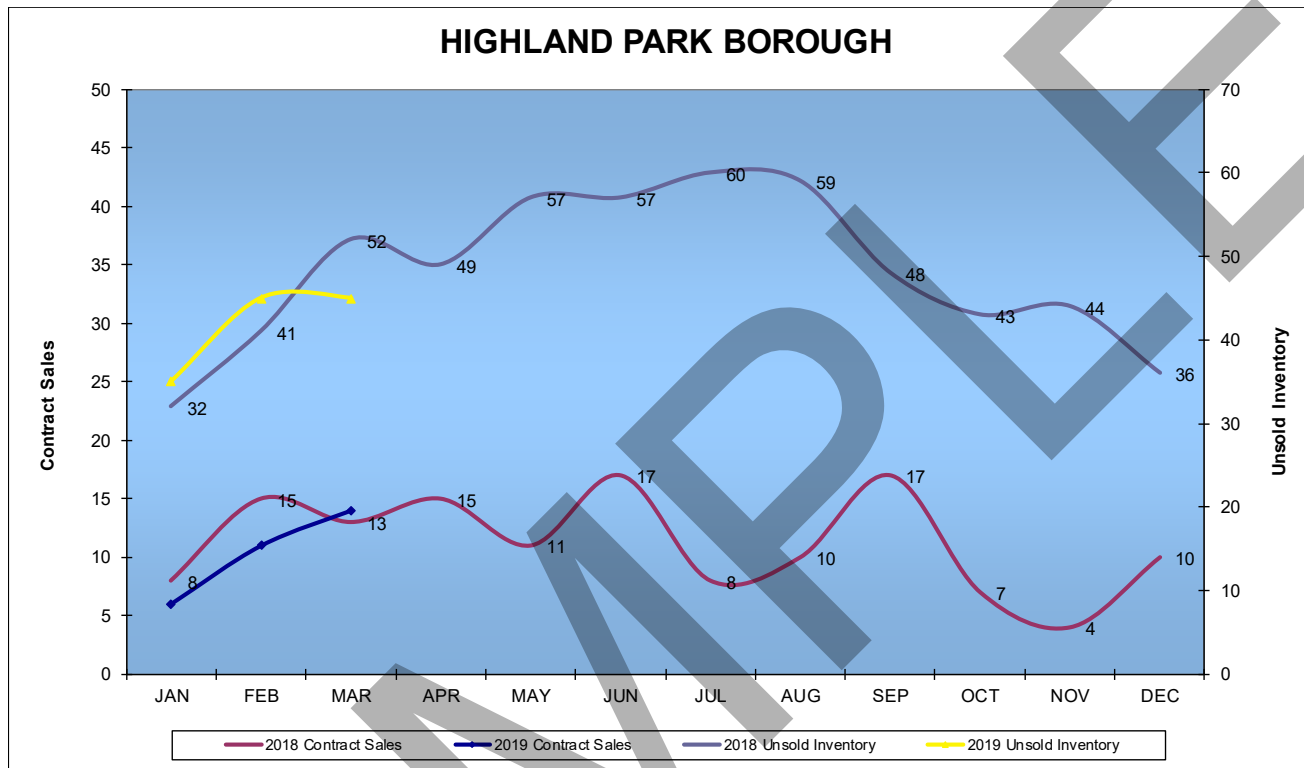 HIGHLAND PARK BOROUGH
50 70
45
60
40
50
35
30
40
25
30
20
15
20
10
10
5
0 0
Contract Sales
Unsold Inventory
32 41 52 49 57 57 60 59 48 43 44 36
8 15 13 15 11 17 8 10 17 7 4 10
JAN FEB MAR APR MAY JUN JUL AUG SEP OCT NOV DEC
2018 Contract Sales 2019 Contract Sales 2018 Unsold Inventory 2019 Unsold Inventory
MPLE